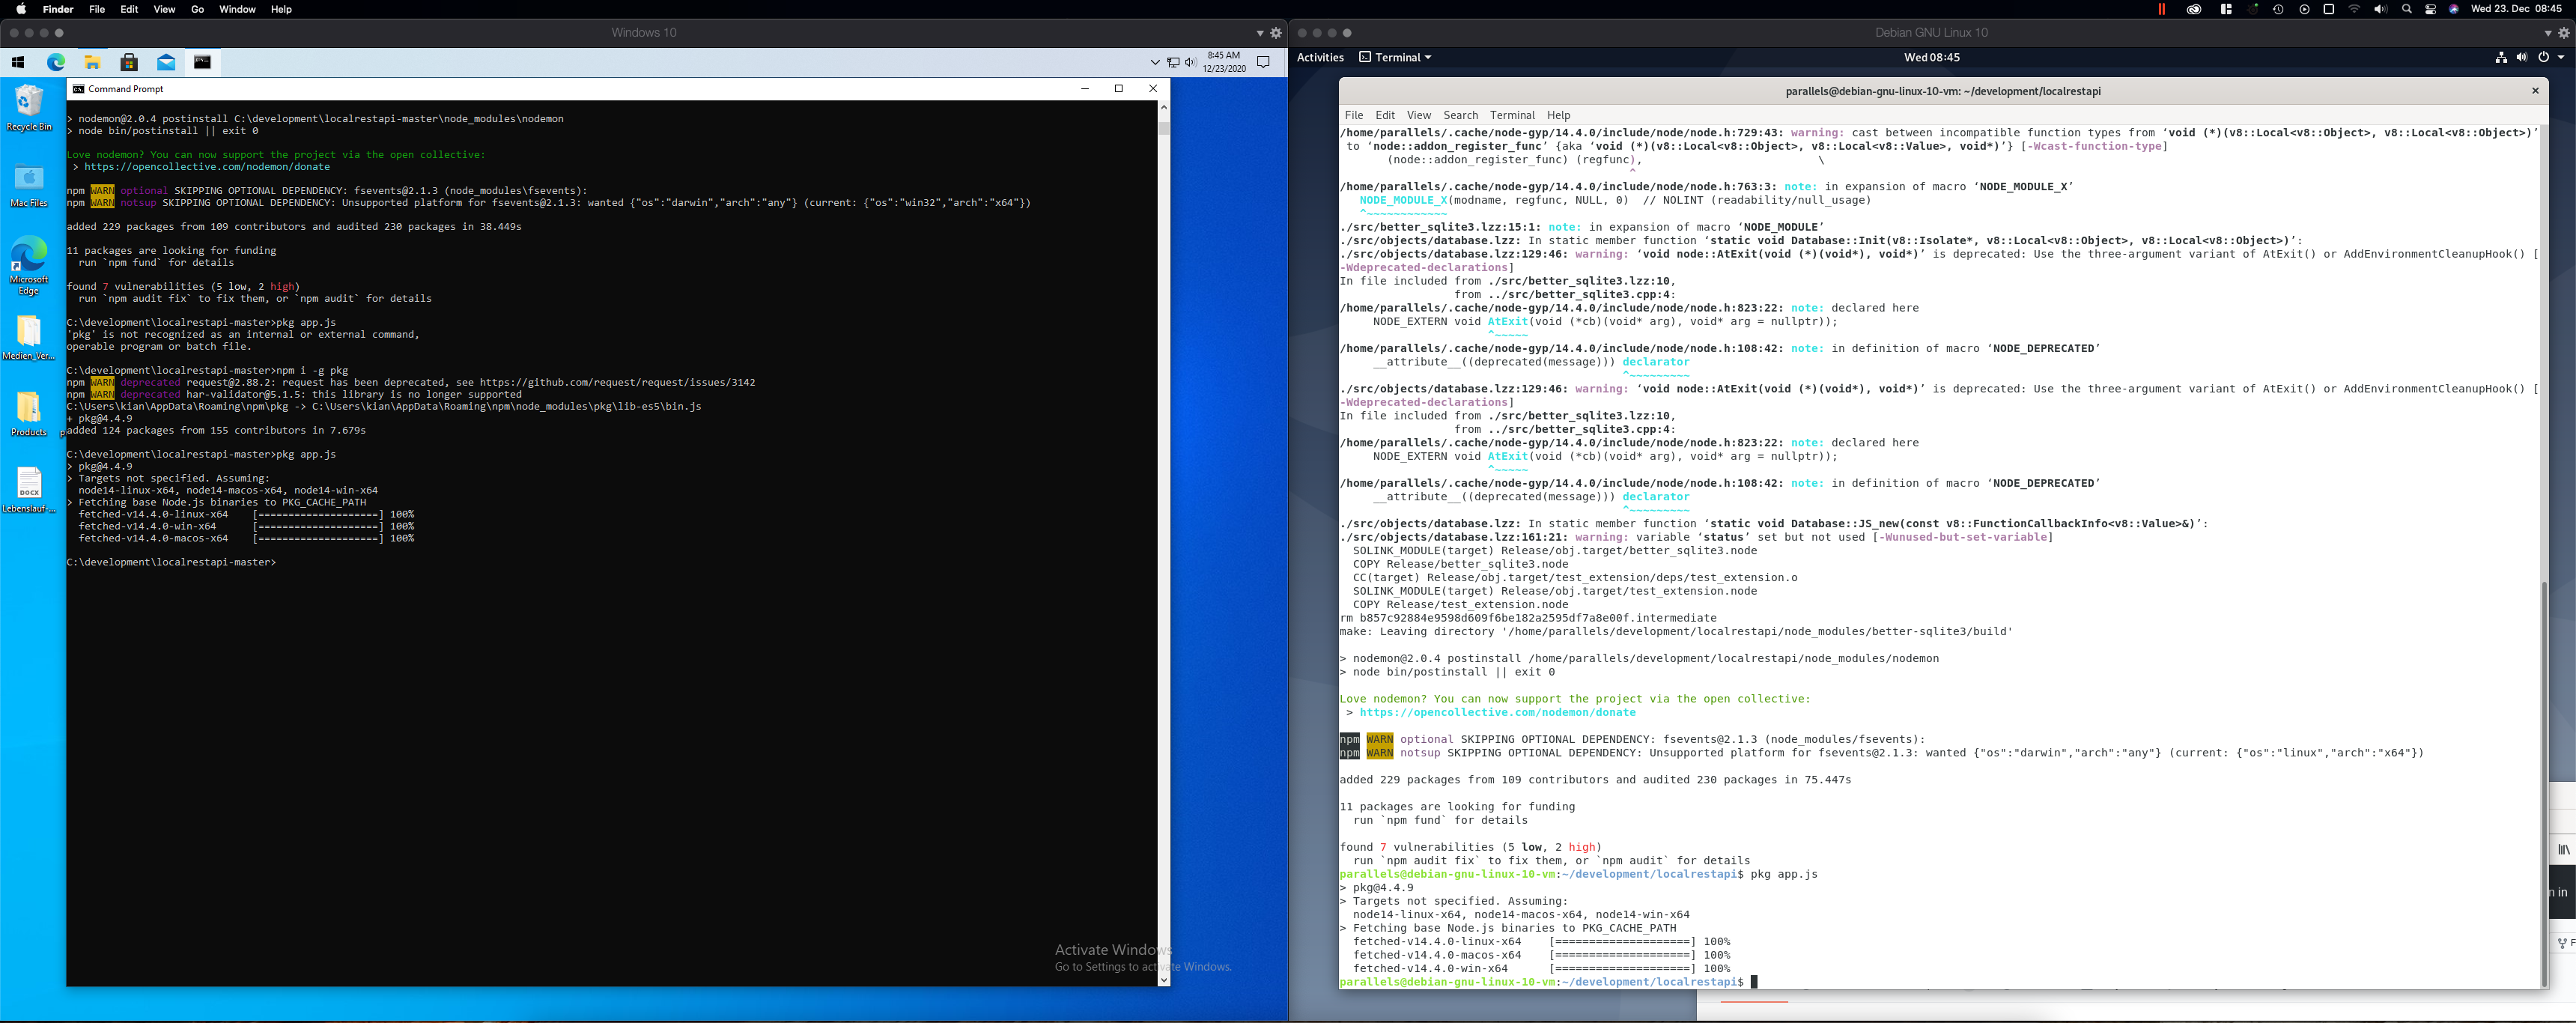 Finder File Edit View Go Window Help
Wed 23. Dec 08:45
Windows 10
8:45 AM
12/23/2020
Recycle Bin
Mac Files
Microsoft
Edge
Medien_Ver...
Products
DOCX
Lebenslauf-...
Command Prompt
> nodemon@2.0.4 postinstall C:\development\localrestapi-master\node_modules\nodemon
> node bin/postinstall || exit 0
Love nodemon? You can now support the project via the open collective:
> https://opencollective.com/nodemon/donate
npm WARN optional SKIPPING OPTIONAL DEPENDENCY: fsevents@2.1.3 (node_modules\fsevents):
npm WARN notsup SKIPPING OPTIONAL DEPENDENCY: Unsupported platform for fsevents@2.1.3: wanted {"os":"darwin","arch":"any"} (current: {"os":"win32","arch":"x64"})
added 229 packages from 109 contributors and audited 230 packages in 38.449s
11 packages are looking for funding
run `npm fund` for details
found 7 vulnerabilities (5 low, 2 high)
run `npm audit fix` to fix them, or `npm audit` for details
C:\development\localrestapi-master>pkg app.js
'pkg' is not recognized as an internal or external command,
operable program or batch file.
C:\development\localrestapi-master>npm i -g pkg
npm WARN deprecated request@2.88.2: request has been deprecated, see https://github.com/request/request/issues/3142
npm WARN deprecated har-validator@5.1.5: this library is no longer supported
C:\Users\kian\AppData\Roaming\npm\pkg -> C:\Users\kian\AppData\Roaming\npm\node_modules\pkg\lib-es5\bin.js
+ pkg@4.4.9
added 124 packages from 155 contributors in 7.679s
C:\development\localrestapi-master>pkg app.js
> pkg@4.4.9
> Targets not specified. Assuming:
node14-linux-x64, node14-macos-x64, node14-win-x64
> Fetching base Node.js binaries to PKG_CACHE_PATH
fetched-v14.4.0-linux-x64 [====================] 100%
fetched-v14.4.0-win-x64 [====================] 100%
fetched-v14.4.0-macos-x64 [====================] 100%
C:\development\localrestapi-master>
Activate Windows
Go to Settings to activate Windows.
Debian GNU Linux 10
Activities Terminal Wed 08:45
parallels@debian-gnu-linux-10-vm: ~/development/localrestapi
File Edit View Search Terminal Help
/home/parallels/.cache/node-gyp/14.4.0/include/node/node.h:729:43: warning: cast between incompatible function types from ‘void (*)(v8::Local<v8::Object>, v8::Local<v8::Object>)’
to ‘node::addon_register_func’ {aka ‘void (*)(v8::Local<v8::Object>, v8::Local<v8::Value>, void*)’} [-Wcast-function-type]
(node::addon_register_func) (regfunc), \
^
/home/parallels/.cache/node-gyp/14.4.0/include/node/node.h:763:3: note: in expansion of macro ‘NODE_MODULE_X’
NODE_MODULE_X(modname, regfunc, NULL, 0) // NOLINT (readability/null_usage)
^~~~~~~~~~~~~
./src/better_sqlite3.lzz:15:1: note: in expansion of macro ‘NODE_MODULE’
./src/objects/database.lzz: In static member function ‘static void Database::Init(v8::Isolate*, v8::Local<v8::Object>, v8::Local<v8::Object>)’:
./src/objects/database.lzz:129:46: warning: ‘void node::AtExit(void (*)(void*), void*)’ is deprecated: Use the three-argument variant of AtExit() or AddEnvironmentCleanupHook() [
-Wdeprecated-declarations]
In file included from ./src/better_sqlite3.lzz:10,
from ../src/better_sqlite3.cpp:4:
/home/parallels/.cache/node-gyp/14.4.0/include/node/node.h:823:22: note: declared here
NODE_EXTERN void AtExit(void (*cb)(void* arg), void* arg = nullptr));
^~~~~~
/home/parallels/.cache/node-gyp/14.4.0/include/node/node.h:108:42: note: in definition of macro ‘NODE_DEPRECATED’
__attribute__((deprecated(message))) declarator
^~~~~~~~~~
./src/objects/database.lzz:129:46: warning: ‘void node::AtExit(void (*)(void*), void*)’ is deprecated: Use the three-argument variant of AtExit() or AddEnvironmentCleanupHook() [
-Wdeprecated-declarations]
In file included from ./src/better_sqlite3.lzz:10,
from ../src/better_sqlite3.cpp:4:
/home/parallels/.cache/node-gyp/14.4.0/include/node/node.h:823:22: note: declared here
NODE_EXTERN void AtExit(void (*cb)(void* arg), void* arg = nullptr));
^~~~~~
/home/parallels/.cache/node-gyp/14.4.0/include/node/node.h:108:42: note: in definition of macro ‘NODE_DEPRECATED’
__attribute__((deprecated(message))) declarator
^~~~~~~~~~
./src/objects/database.lzz: In static member function ‘static void Database::JS_new(const v8::FunctionCallbackInfo<v8::Value>&)’:
./src/objects/database.lzz:161:21: warning: variable ‘status’ set but not used [-Wunused-but-set-variable]
SOLINK_MODULE(target) Release/obj.target/better_sqlite3.node
COPY Release/better_sqlite3.node
CC(target) Release/obj.target/test_extension/deps/test_extension.o
SOLINK_MODULE(target) Release/obj.target/test_extension.node
COPY Release/test_extension.node
rm b857c92884e9598d609f6be182a2595df7a8e00f.intermediate
make: Leaving directory '/home/parallels/development/localrestapi/node_modules/better-sqlite3/build'
> nodemon@2.0.4 postinstall /home/parallels/development/localrestapi/node_modules/nodemon
> node bin/postinstall || exit 0
Love nodemon? You can now support the project via the open collective:
> https://opencollective.com/nodemon/donate
npm WARN optional SKIPPING OPTIONAL DEPENDENCY: fsevents@2.1.3 (node_modules/fsevents):
npm WARN notsup SKIPPING OPTIONAL DEPENDENCY: Unsupported platform for fsevents@2.1.3: wanted {"os":"darwin","arch":"any"} (current: {"os":"linux","arch":"x64"})
added 229 packages from 109 contributors and audited 230 packages in 75.447s
11 packages are looking for funding
run `npm fund` for details
found 7 vulnerabilities (5 low, 2 high)
run `npm audit fix` to fix them, or `npm audit` for details
parallels@debian-gnu-linux-10-vm:~/development/localrestapi$ pkg app.js
> pkg@4.4.9
> Targets not specified. Assuming:
node14-linux-x64, node14-macos-x64, node14-win-x64
> Fetching base Node.js binaries to PKG_CACHE_PATH
fetched-v14.4.0-linux-x64 [====================] 100%
fetched-v14.4.0-macos-x64 [====================] 100%
fetched-v14.4.0-win-x64 [====================] 100%
parallels@debian-gnu-linux-10-vm:~/development/localrestapi$
n in